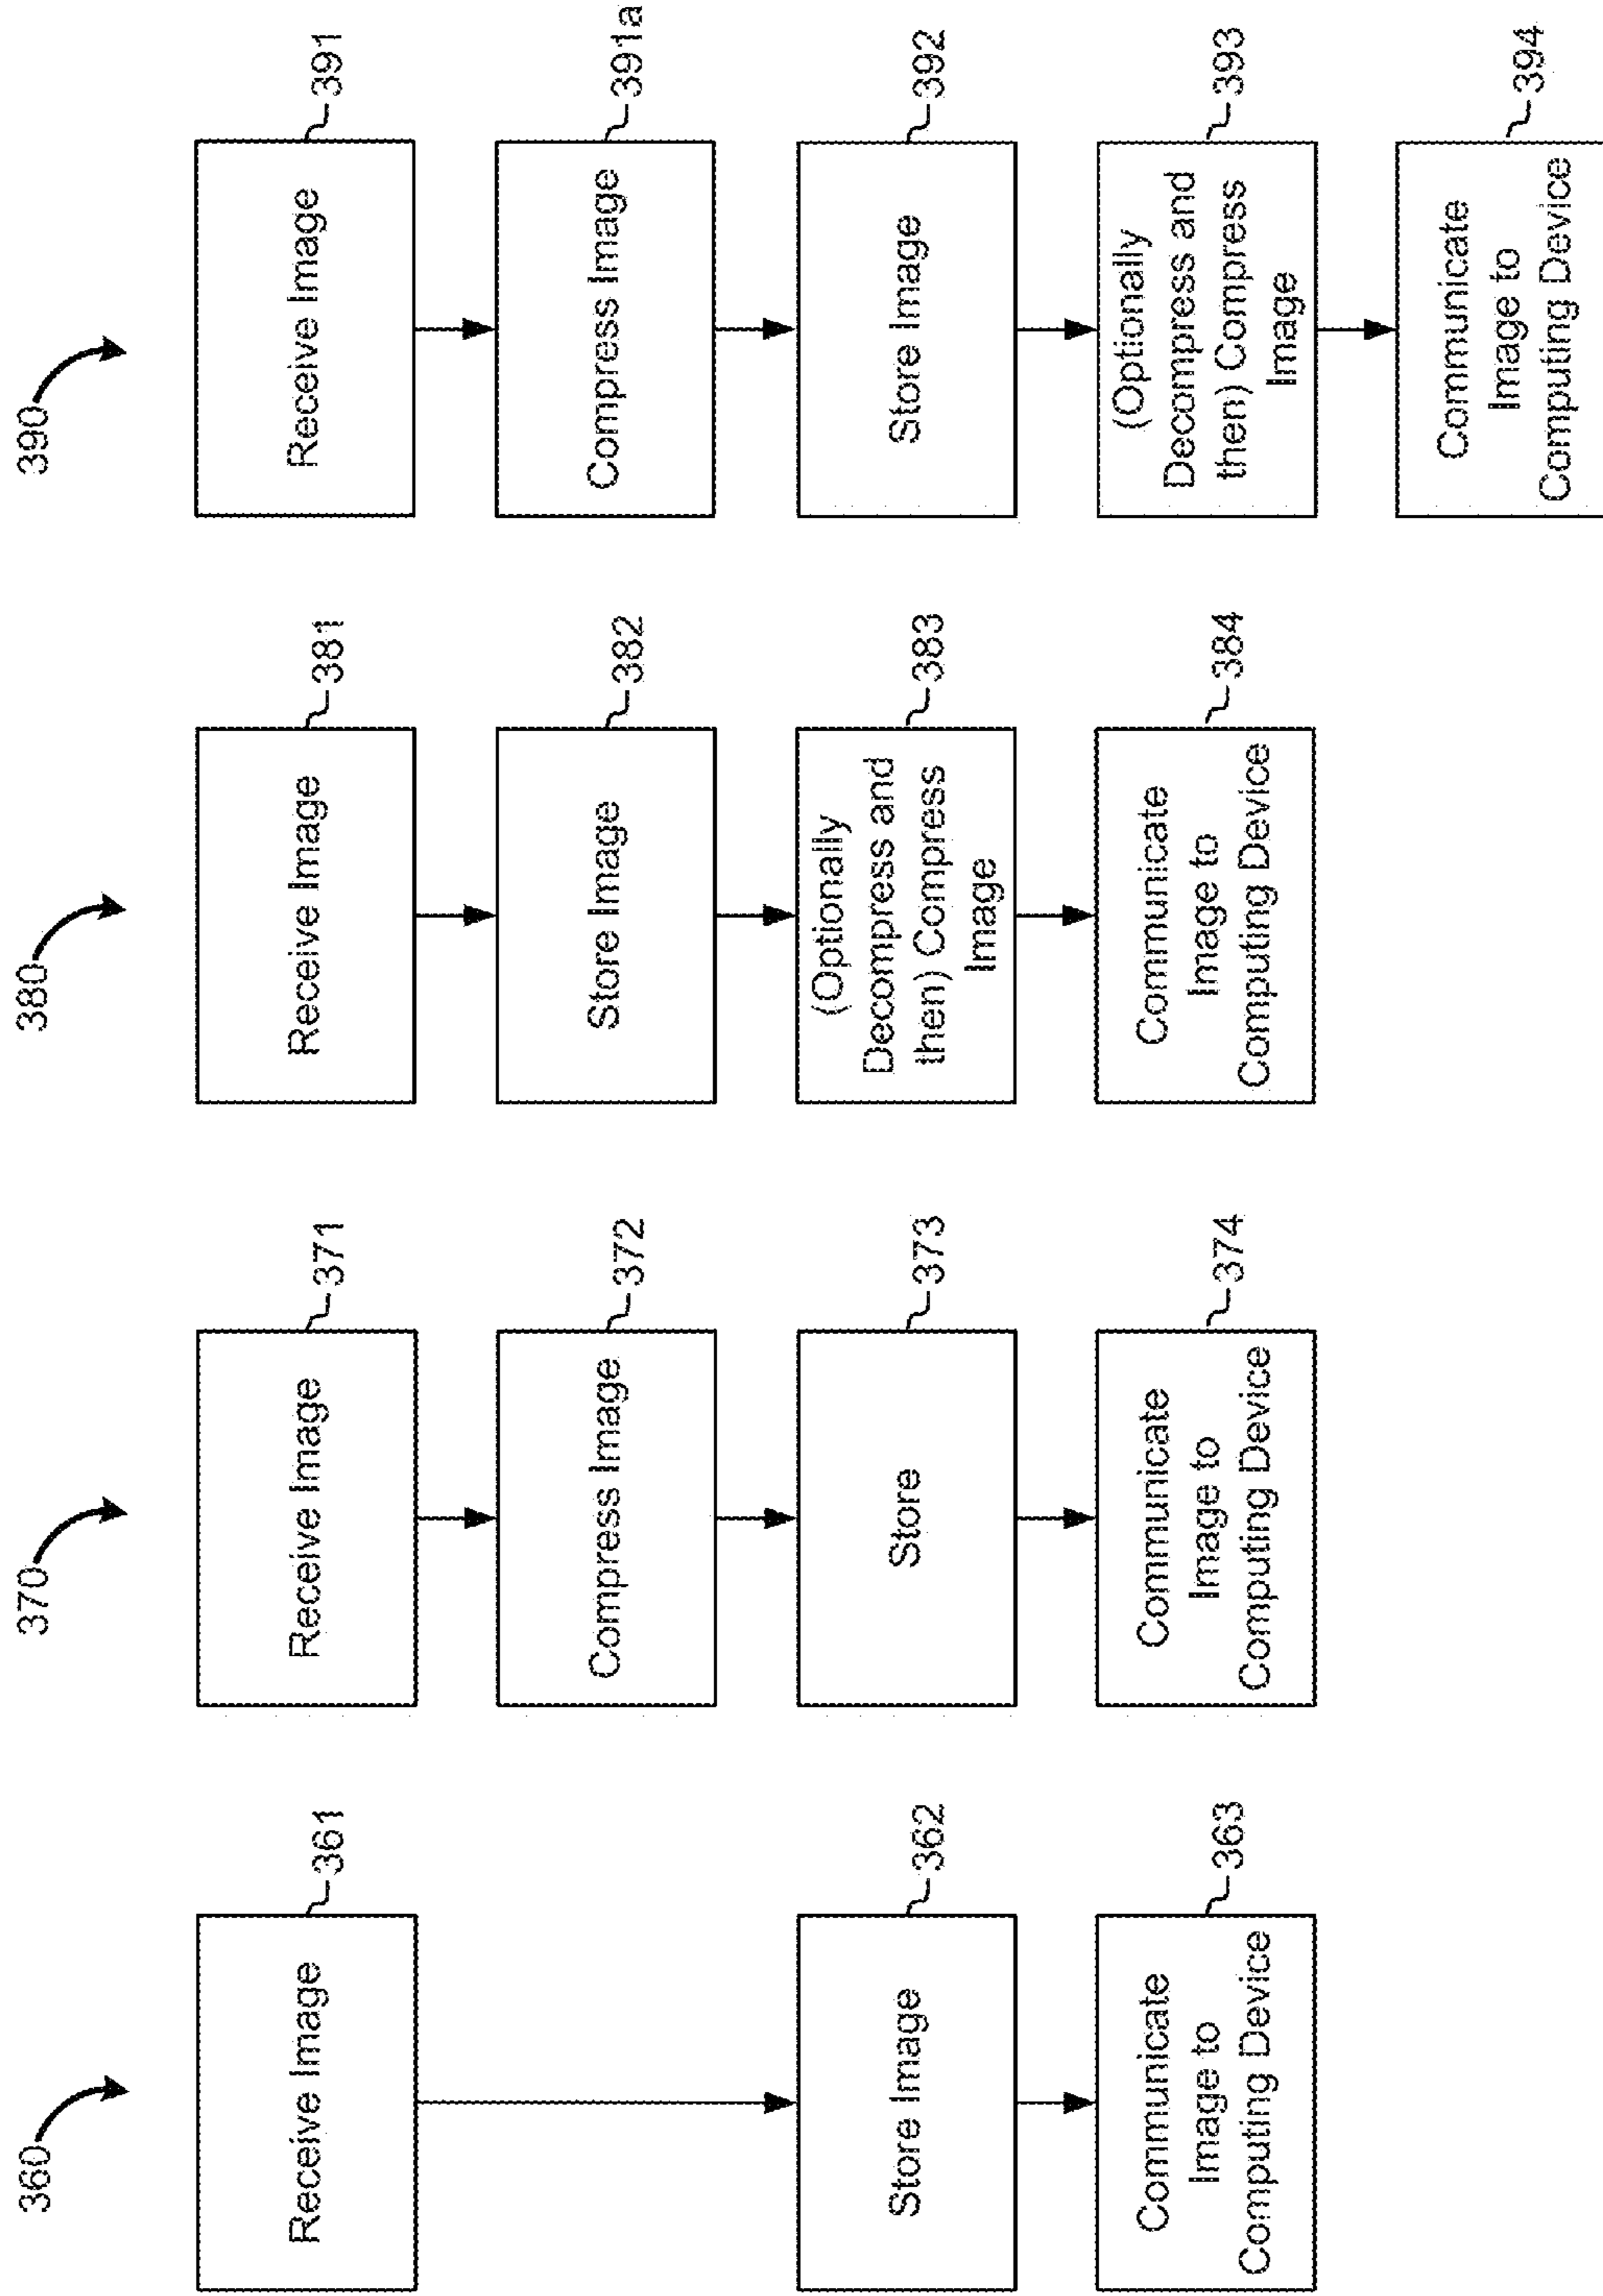 360
Receive Image
361
Store Image
362
Communicate
Image to
Computing Device
363
370
Receive Image
371
Compress Image
372
Store
373
Communicate
Image to
Computing Device
374
380
Receive Image
381
Store Image
382
(Optionally
Decompress and
then) Compress
Image
383
Communicate
Image to
Computing Device
384
390
Receive Image
391
Compress Image
391a
Store Image
392
(Optionally
Decompress and
then) Compress
Image
393
Communicate
Image to
Computing Device
394